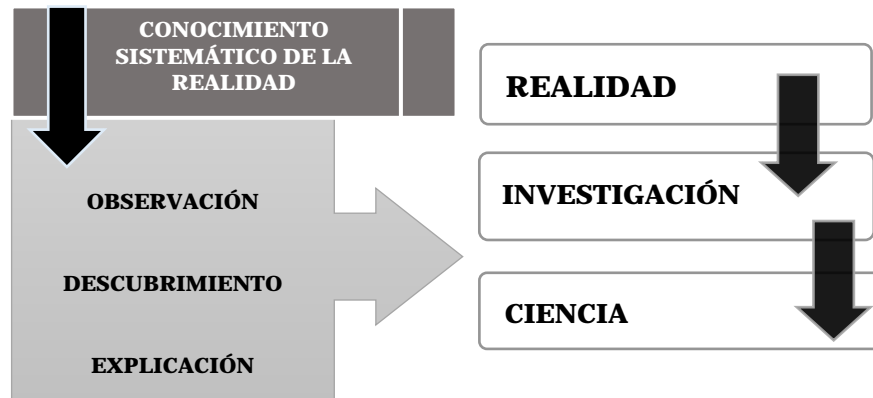 CONOCIMIENTO
SISTEMÁTICO DE LA
REALIDAD
OBSERVACIÓN
DESCUBRIMIENTO
EXPLICACIÓN
REALIDAD
INVESTIGACIÓN
CIENCIA